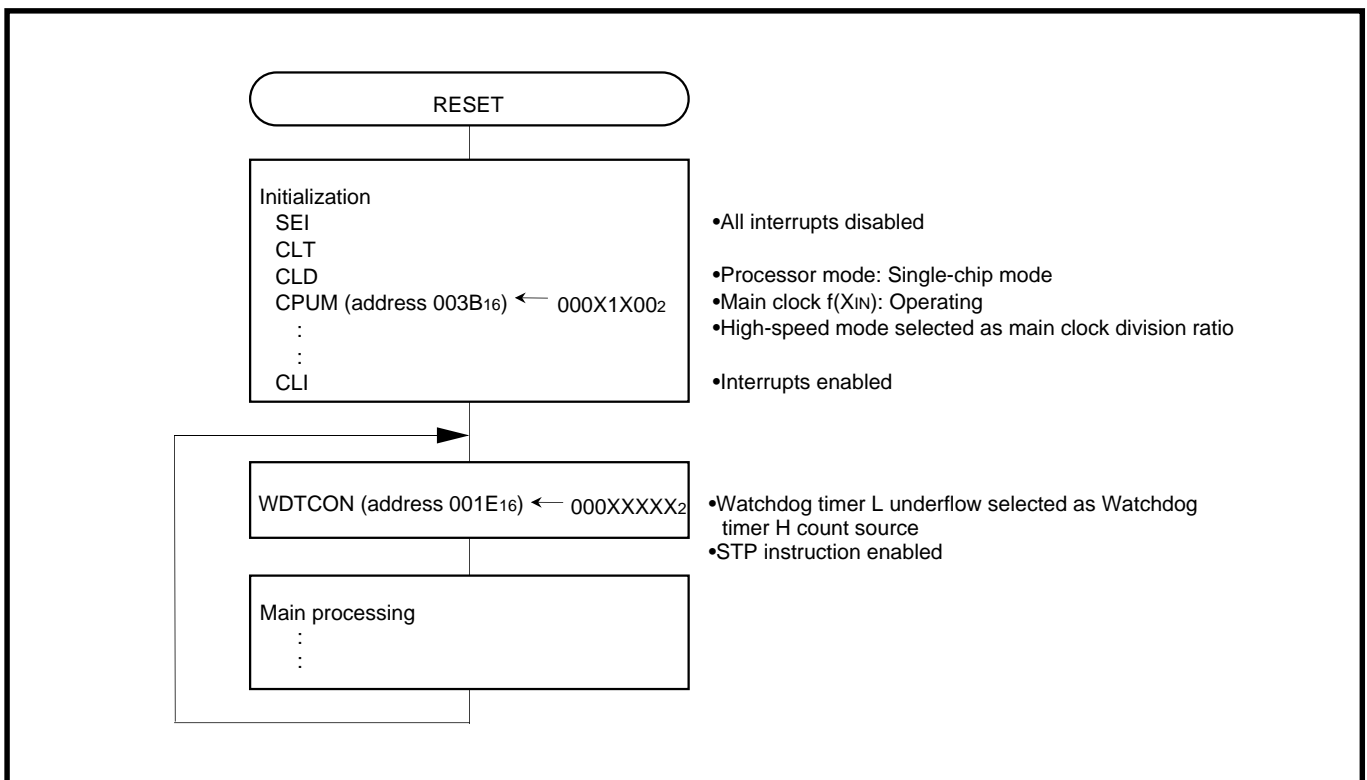 RESET
Initialization
SEI
CLT
CLD
CPUM (address 003B16) ← 000X1X002
:
:
CLI
•All interrupts disabled
•Processor mode: Single-chip mode
•Main clock f(XIN): Operating
•High-speed mode selected as main clock division ratio
•Interrupts enabled
WDTCON (address 001E16) ← 000XXXXX2
•Watchdog timer L underflow selected as Watchdog
timer H count source
•STP instruction enabled
Main processing
:
: